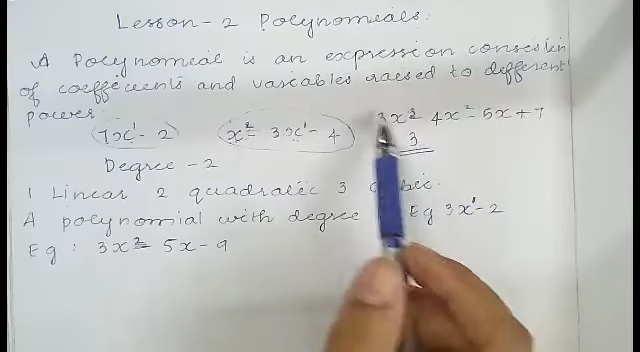 Lesson - 2 Polynomials.
A Polynomial is an expression consistin
of coefficients and variables raised to different
power.
7x¹ - 2 x² - 3x¹ - 4 3x³ - 4x² - 5x + 7
3
Degree - 2
1 Linear 2 quadratic 3 cubic.
A polynomial with degree Eg 3x¹ - 2
Eg : 3x² - 5x - 9